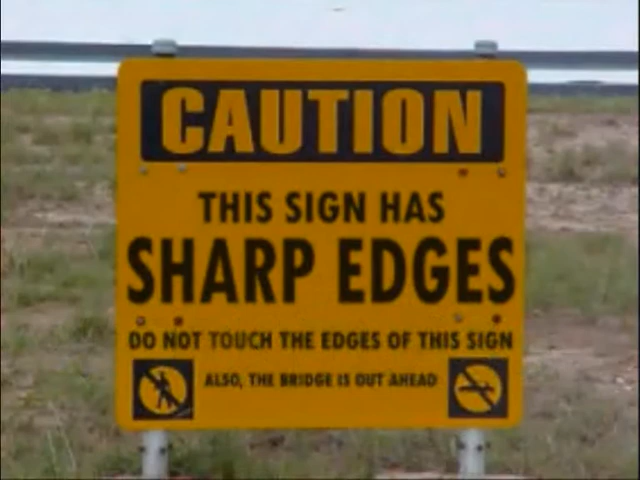 CAUTION
THIS SIGN HAS
SHARP EDGES
DO NOT TOUCH THE EDGES OF THIS SIGN
ALSO, THE BRIDGE IS OUT AHEAD